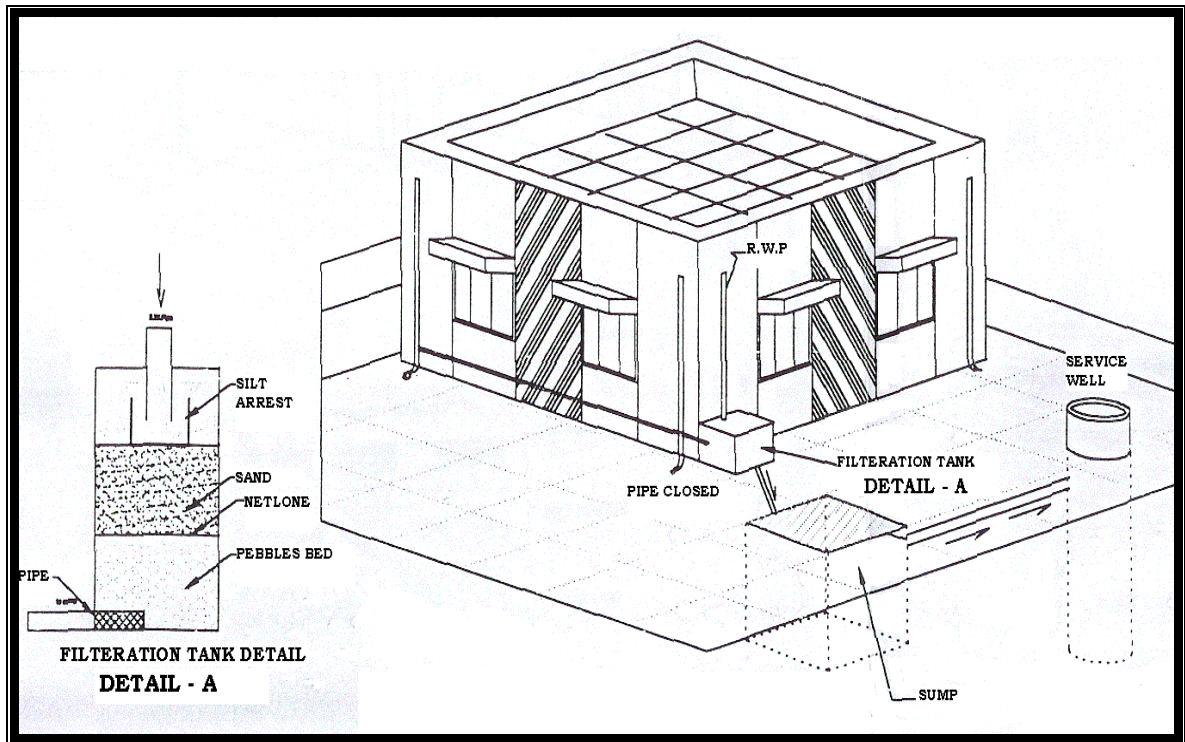 R.W.P
SERVICE
WELL
FILTERATION TANK
DETAIL - A
PIPE CLOSED
SUMP
SILT
ARREST
SAND
NETLONE
PEBBLES BED
PIPE
FILTERATION TANK DETAIL
DETAIL - A